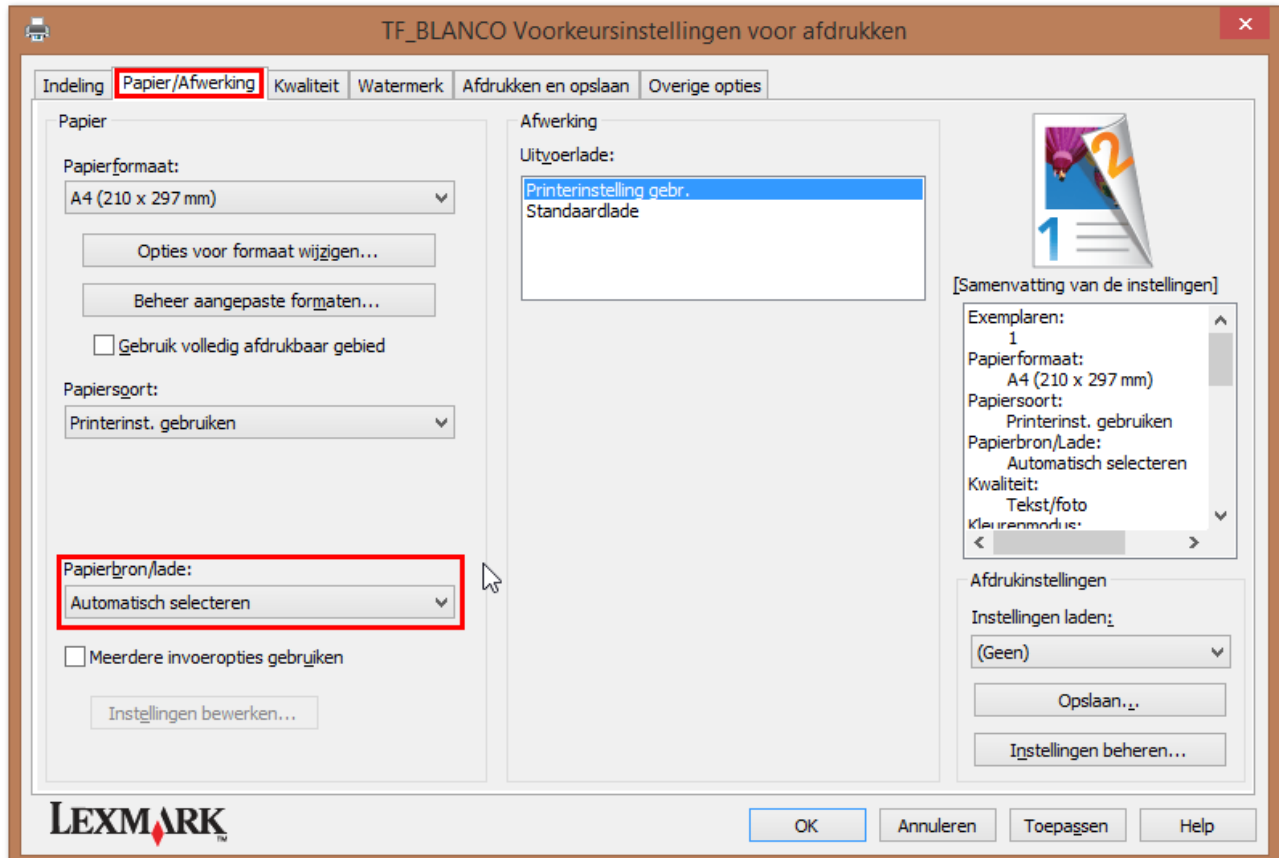 TF_BLANCO Voorkeursinstellingen voor afdrukken
Indeling Papier/Afwerking Kwaliteit Watermerk Afdrukken en opslaan Overige opties
Papier
Papierformaat:
A4 (210 x 297 mm)
Opties voor formaat wijzigen...
Beheer aangepaste formaten...
Gebruik volledig afdrukbaar gebied
Papiersoort:
Printerinst. gebruiken
Papierbron/lade:
Automatisch selecteren
Meerdere invoeropties gebruiken
Instellingen bewerken...
Afwerking
Uitvoerlade:
Printerinstelling gebr.
Standaardlade
2
1
[Samenvatting van de instellingen]
Exemplaren:
1
Papierformaat:
A4 (210 x 297 mm)
Papiersoort:
Printerinst. gebruiken
Papierbron/Lade:
Automatisch selecteren
Kwaliteit:
Tekst/foto
Kleurenmodus:
Afdrukinstellingen
Instellingen laden:
(Geen)
Opslaan...
Instellingen beheren...
LEXMARK™
OK Annuleren Toepassen Help